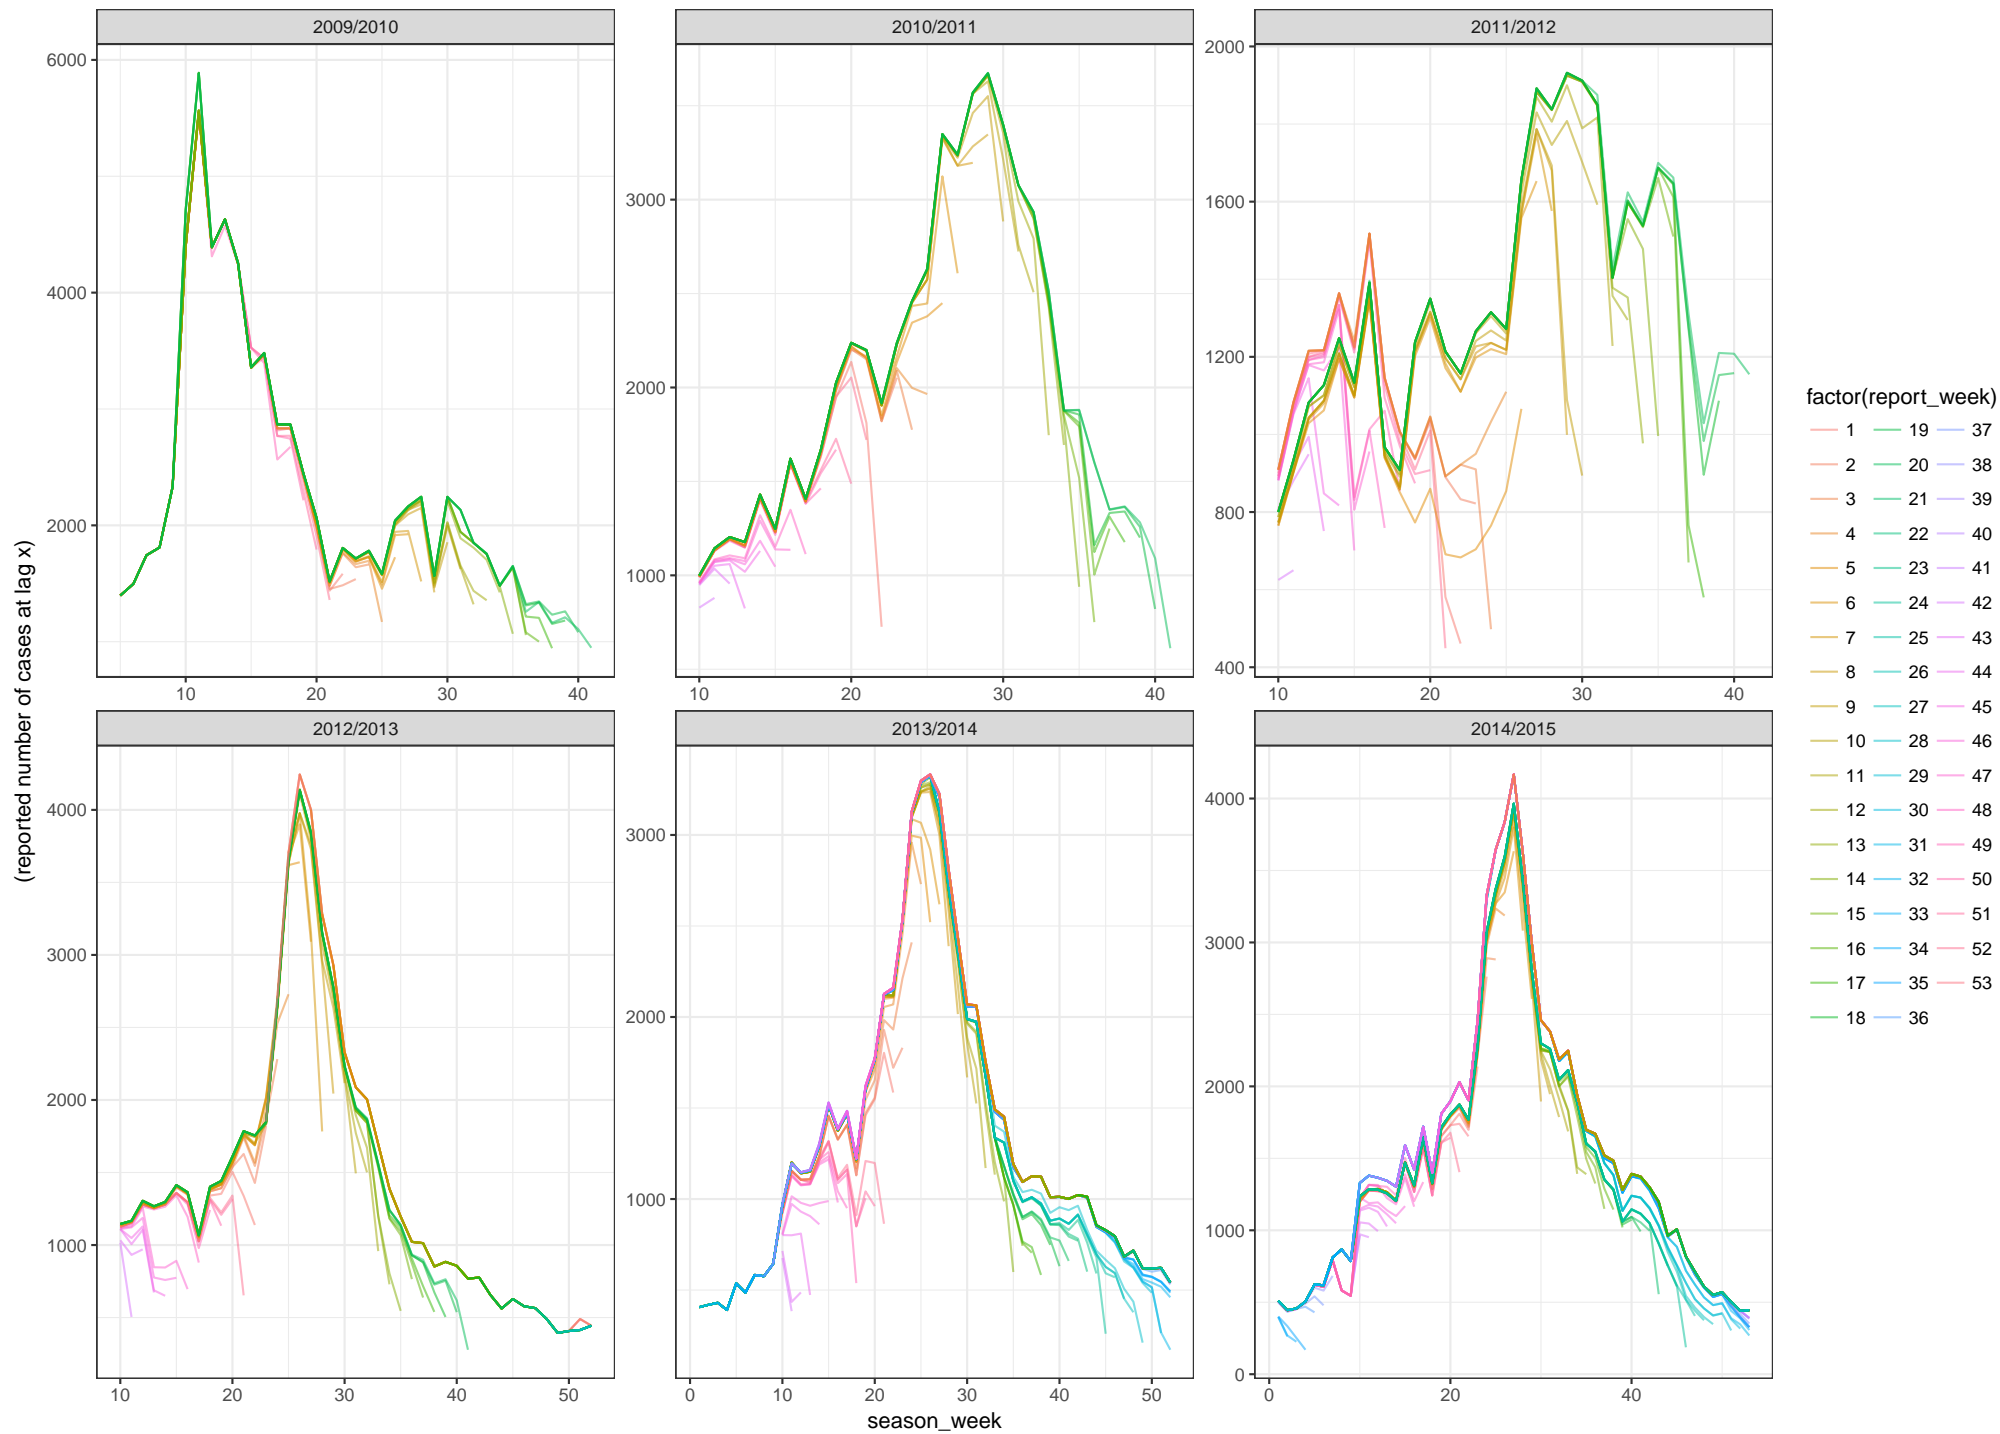 2009/2010
2010/2011
2011/2012
6000
4000
2000
10 20 30 40
3000
2000
1000
10 20 30 40
2000
1600
1200
800
400
10 20 30 40
2012/2013
2013/2014
2014/2015
4000
3000
2000
1000
10 20 30 40 50
3000
2000
1000
0 10 20 30 40 50
4000
3000
2000
1000
0
0 20 40
season_week
(reported number of cases at lag x)
factor(report_week)
1 19 37
2 20 38
3 21 39
4 22 40
5 23 41
6 24 42
7 25 43
8 26 44
9 27 45
10 28 46
11 29 47
12 30 48
13 31 49
14 32 50
15 33 51
16 34 52
17 35 53
18 36